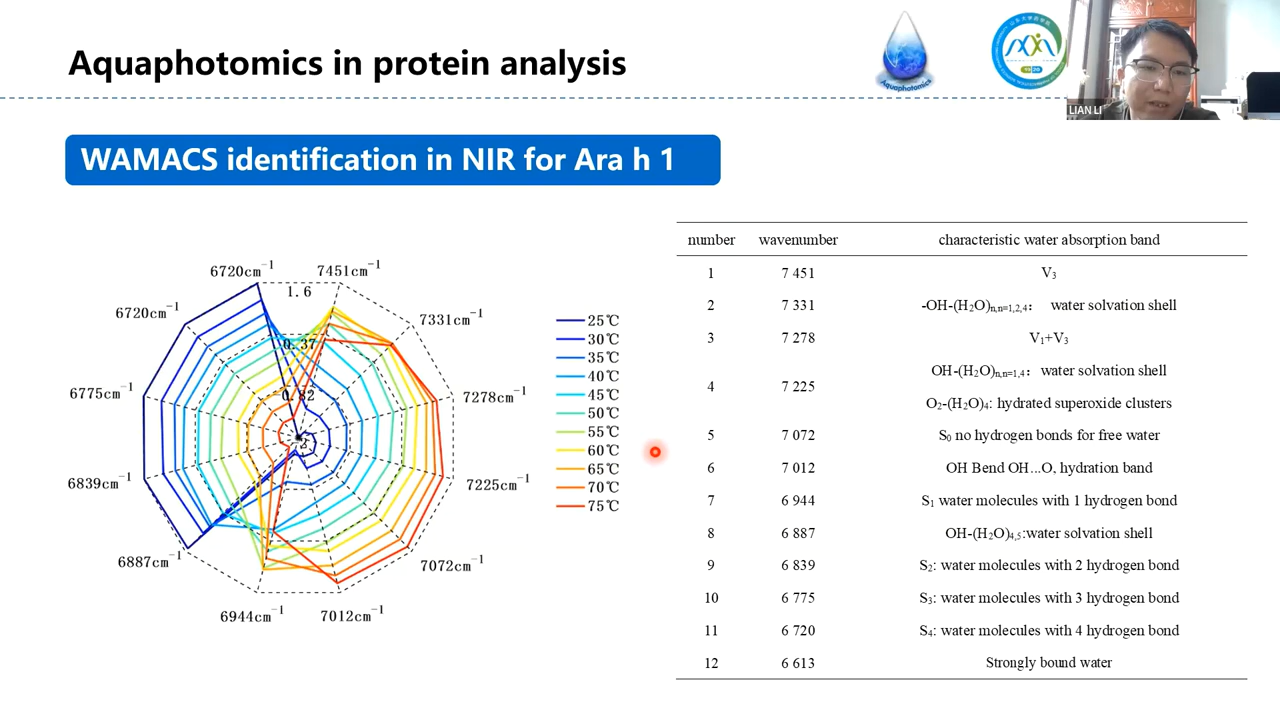 Aquaphotomics in protein analysis
Aquaphotomics
LIAN LI
WAMACS identification in NIR for Ara h 1
6720cm⁻¹
7451cm⁻¹
1.6
6720cm⁻¹
7331cm⁻¹
6775cm⁻¹
7278cm⁻¹
6839cm⁻¹
7225cm⁻¹
6887cm⁻¹
7072cm⁻¹
6944cm⁻¹
7012cm⁻¹
25℃
30℃
35℃
40℃
45℃
50℃
55℃
60℃
65℃
70℃
75℃
number wavenumber characteristic water absorption band
1 7 451 V₃
2 7 331 -OH-(H₂O)n,n=1,2,4: water solvation shell
3 7 278 V₁+V₃
4 7 225 OH-(H₂O)n,n=1,4: water solvation shell
O₂-(H₂O)₄: hydrated superoxide clusters
5 7 072 S₀ no hydrogen bonds for free water
6 7 012 OH Bend OH...O, hydration band
7 6 944 S₁ water molecules with 1 hydrogen bond
8 6 887 OH-(H₂O)₄,₅:water solvation shell
9 6 839 S₂: water molecules with 2 hydrogen bond
10 6 775 S₃: water molecules with 3 hydrogen bond
11 6 720 S₄: water molecules with 4 hydrogen bond
12 6 613 Strongly bound water